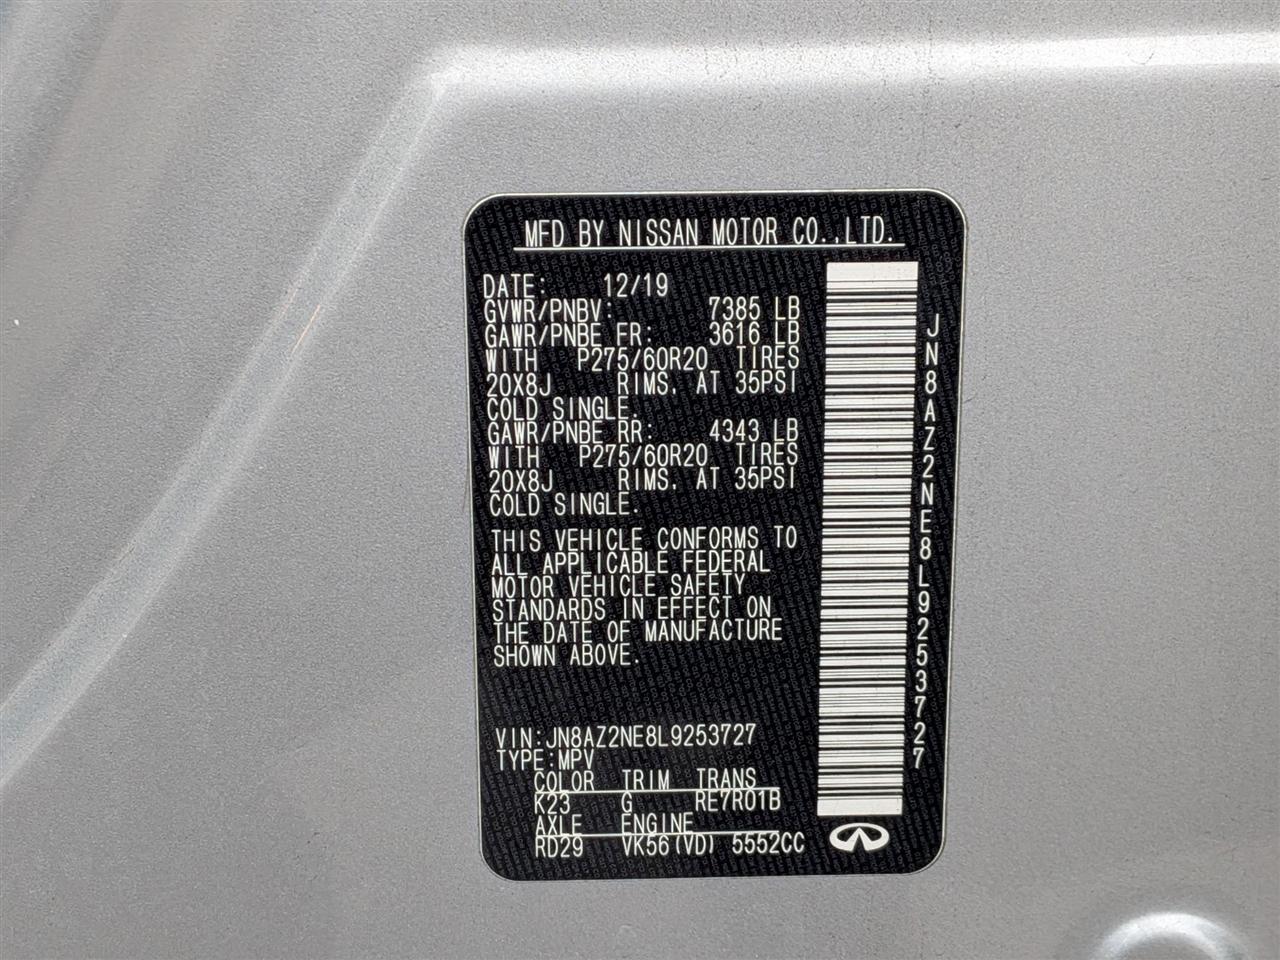 MFD BY NISSAN MOTOR CO.,LTD.
DATE: 12/19
GVWR/PNBV: 7385 LB
GAWR/PNBE FR: 3616 LB
WITH P275/60R20 TIRES
20X8J RIMS, AT 35PSI
COLD SINGLE.
GAWR/PNBE RR: 4343 LB
WITH P275/60R20 TIRES
20X8J RIMS, AT 35PSI
COLD SINGLE.
THIS VEHICLE CONFORMS TO
ALL APPLICABLE FEDERAL
MOTOR VEHICLE SAFETY
STANDARDS IN EFFECT ON
THE DATE OF MANUFACTURE
SHOWN ABOVE.
VIN:JN8AZ2NE8L9253727
TYPE:MPV
COLOR TRIM TRANS
K23 G RE7R01B
AXLE ENGINE
RD29 VK56(VD) 5552CC
JN8AZ2NE8L9253727